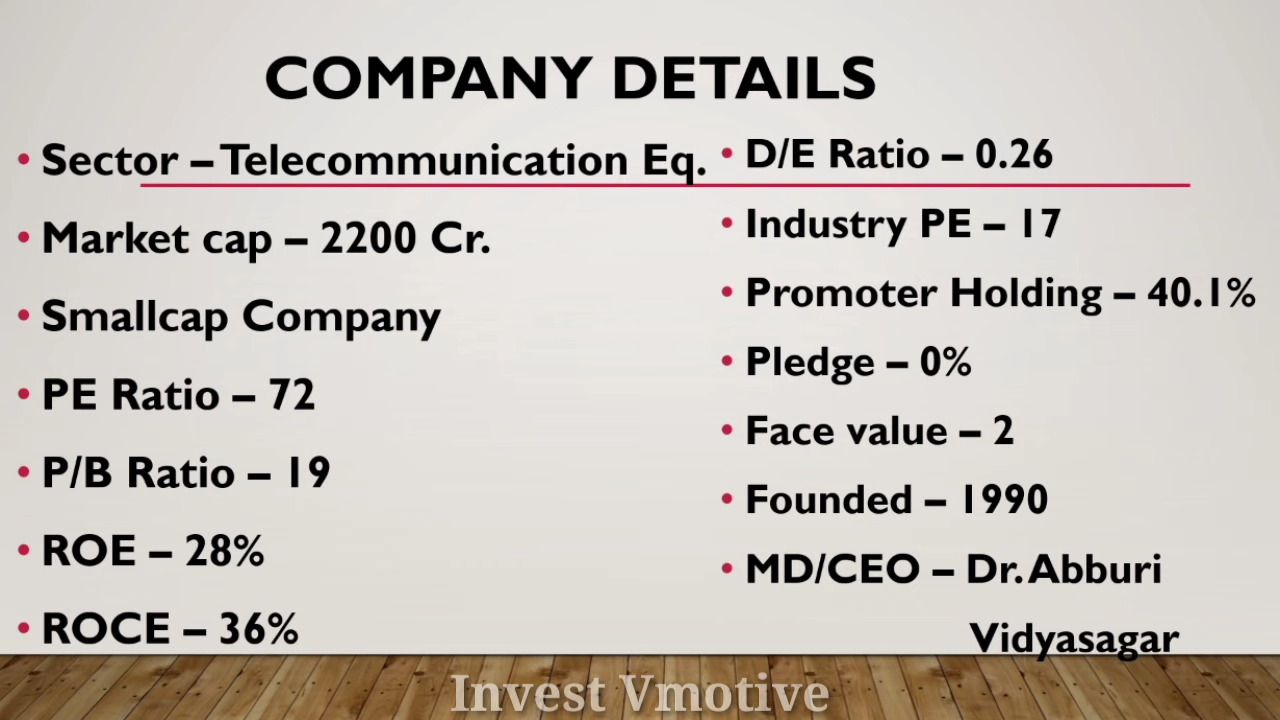 COMPANY DETAILS
• Sector – Telecommunication Eq.
• Market cap – 2200 Cr.
• Smallcap Company
• PE Ratio – 72
• P/B Ratio – 19
• ROE – 28%
• ROCE – 36%
• D/E Ratio – 0.26
• Industry PE – 17
• Promoter Holding – 40.1%
• Pledge – 0%
• Face value – 2
• Founded – 1990
• MD/CEO – Dr. Abburi
Vidyasagar
Invest Vmotive